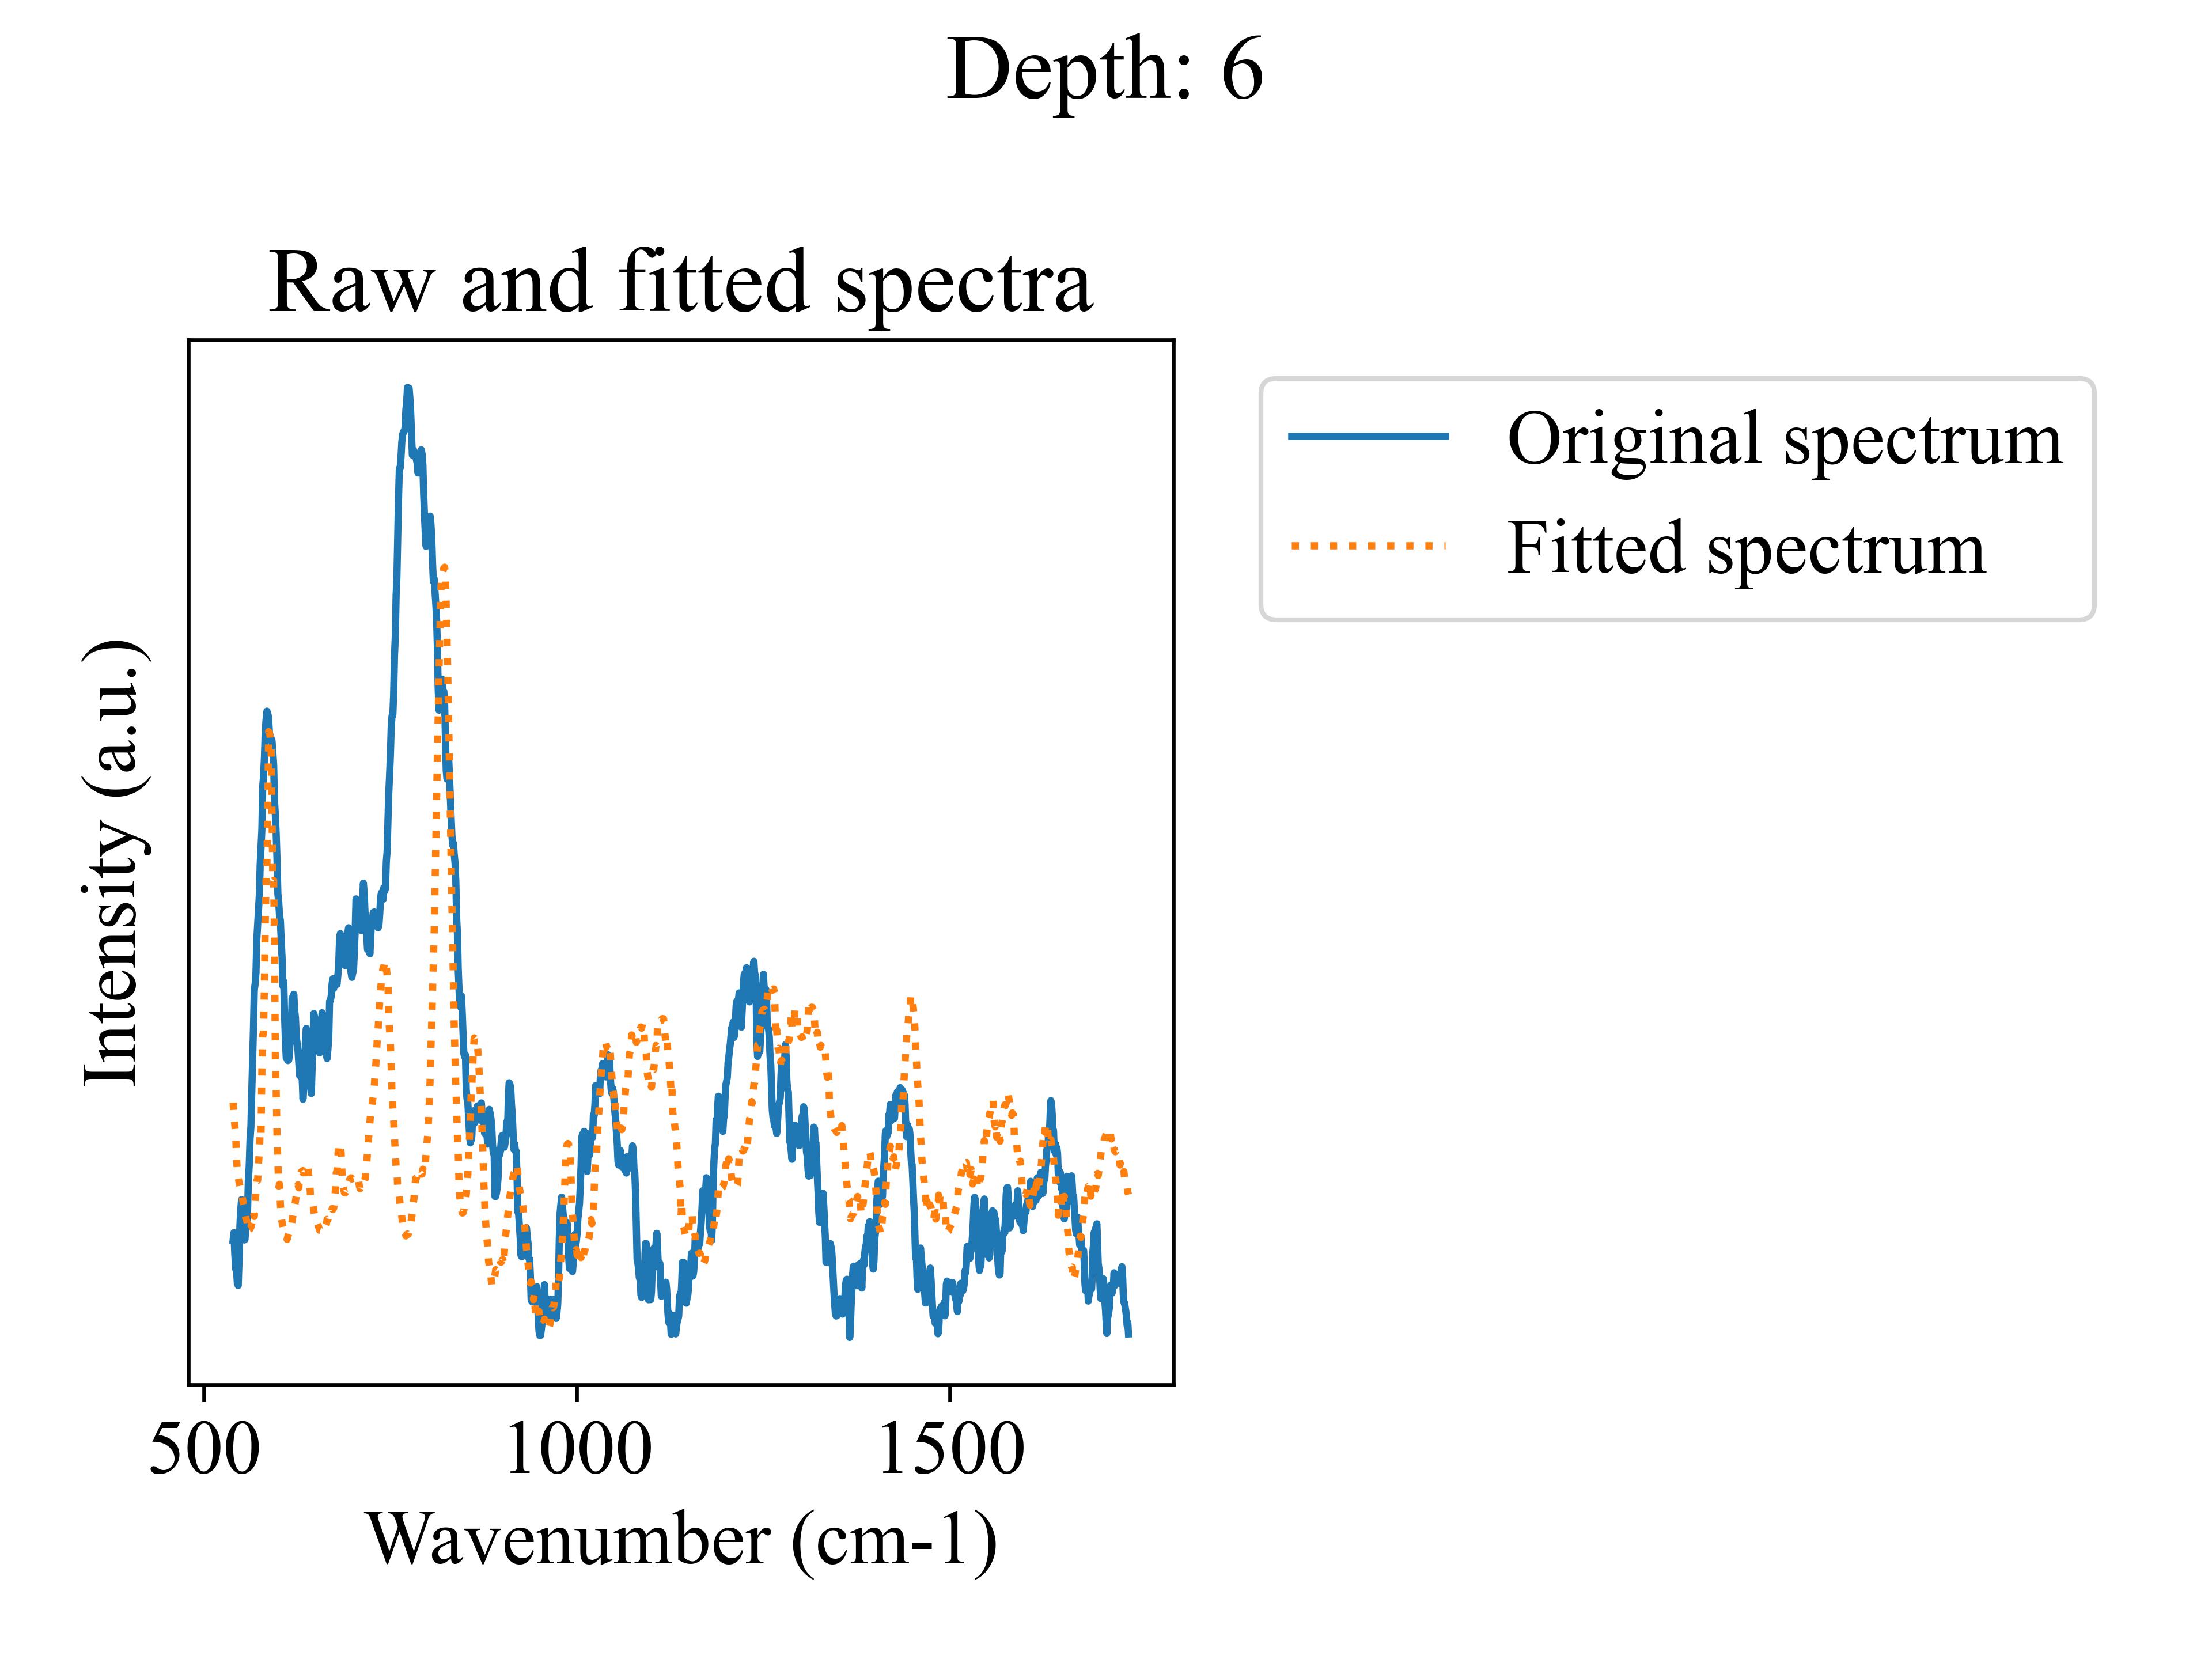 Depth: 6
Raw and fitted spectra
Original spectrum
Fitted spectrum
Intensity (a.u.)
500 1000 1500
Wavenumber (cm-1)